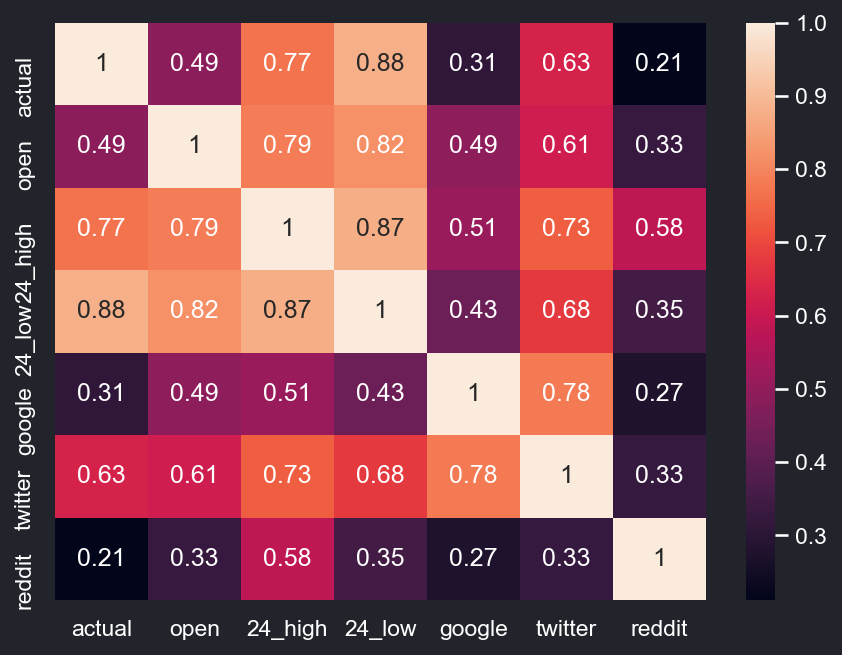 actual 1 0.49 0.77 0.88 0.31 0.63 0.21
open 0.49 1 0.79 0.82 0.49 0.61 0.33
24_high 0.77 0.79 1 0.87 0.51 0.73 0.58
24_low 0.88 0.82 0.87 1 0.43 0.68 0.35
google 0.31 0.49 0.51 0.43 1 0.78 0.27
twitter 0.63 0.61 0.73 0.68 0.78 1 0.33
reddit 0.21 0.33 0.58 0.35 0.27 0.33 1
actual open 24_high 24_low google twitter reddit
1.0
0.9
0.8
0.7
0.6
0.5
0.4
0.3